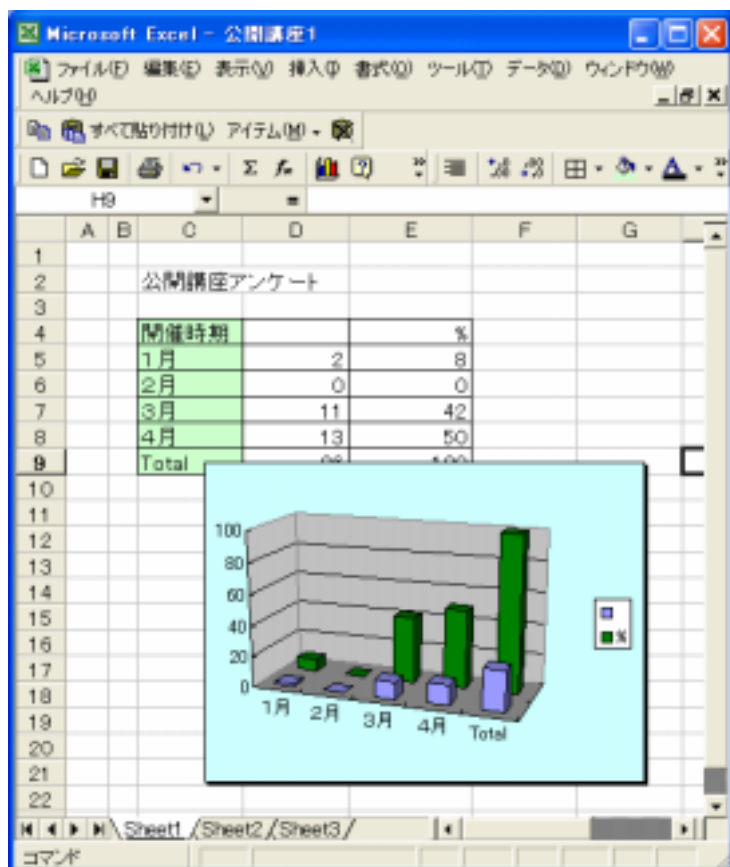 Microsoft Excel - 公開講座1
ファイル(F) 編集(E) 表示(V) 挿入(I) 書式(O) ツール(T) データ(D) ウィンドウ(W)
ヘルプ(H)
すべて貼り付け(L) アイテム(M)
H9 =
A B C D E F G
1
2 公開講座アンケート
3
4 開催時期 %
5 1月 2 8
6 2月 0 0
7 3月 11 42
8 4月 13 50
9 Total
10
11
12
13
14
15
16
17
18
19
20
21
22
100
80
60
40
20
0
1月 2月 3月 4月 Total
%
Sheet1 Sheet2 Sheet3
コマンド